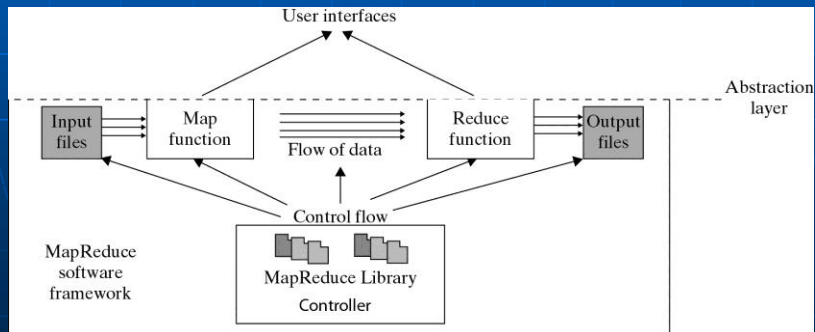 User interfaces
Abstraction
layer
Input
files
Map
function
Flow of data
Reduce
function
Output
files
Control flow
MapReduce
software
framework
MapReduce Library
Controller